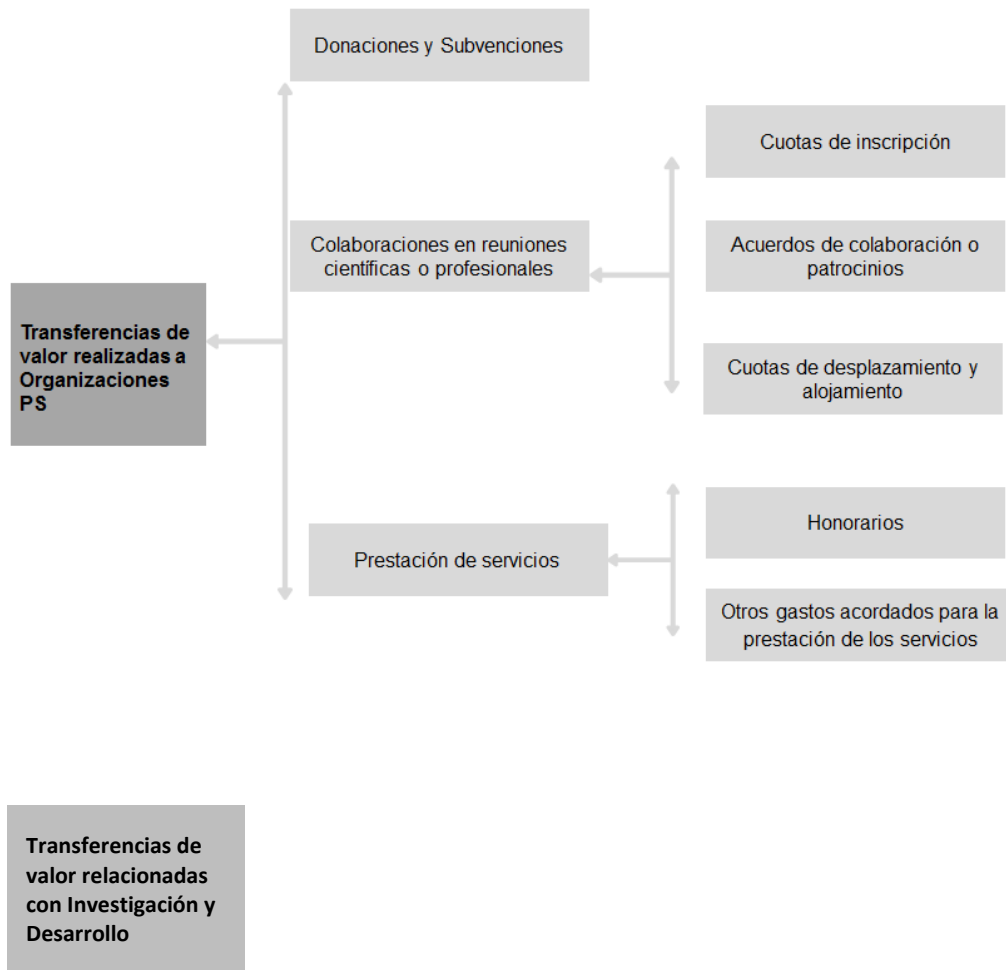 Donaciones y Subvenciones
Cuotas de inscripción
Colaboraciones en reuniones
científicas o profesionales
Acuerdos de colaboración o
patrocinios
Transferencias de
valor realizadas a
Organizaciones
PS
Cuotas de desplazamiento y
alojamiento
Honorarios
Prestación de servicios
Otros gastos acordados para la
prestación de los servicios
Transferencias de
valor relacionadas
con Investigación y
Desarrollo